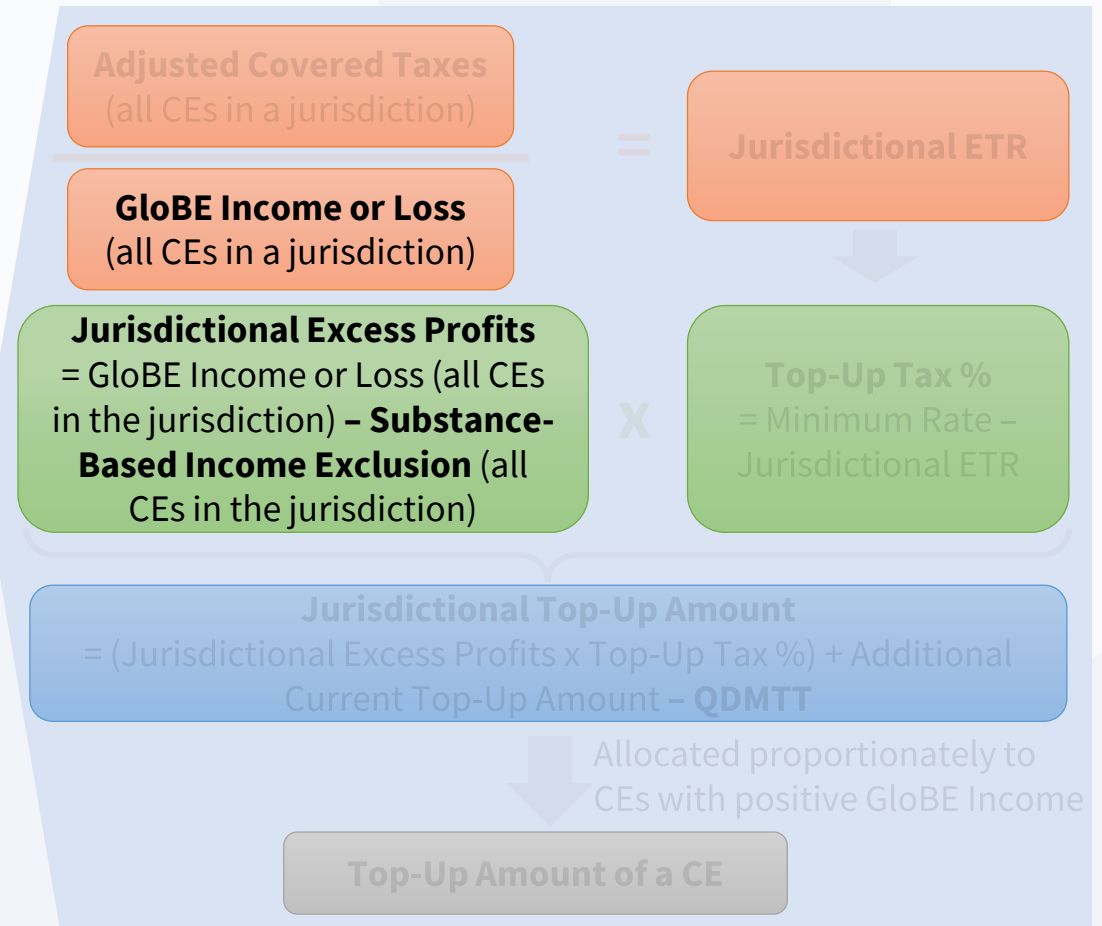 Adjusted Covered Taxes
(all CEs in a jurisdiction)
=
Jurisdictional ETR
GloBE Income or Loss
(all CEs in a jurisdiction)
Jurisdictional Excess Profits
= GloBE Income or Loss (all CEs
in the jurisdiction) – Substance-
Based Income Exclusion (all
CEs in the jurisdiction)
x
Top-Up Tax %
= Minimum Rate –
Jurisdictional ETR
Jurisdictional Top-Up Amount
= (Jurisdictional Excess Profits x Top-Up Tax %) + Additional
Current Top-Up Amount – QDMTT
Allocated proportionately to
CEs with positive GloBE Income
Top-Up Amount of a CE